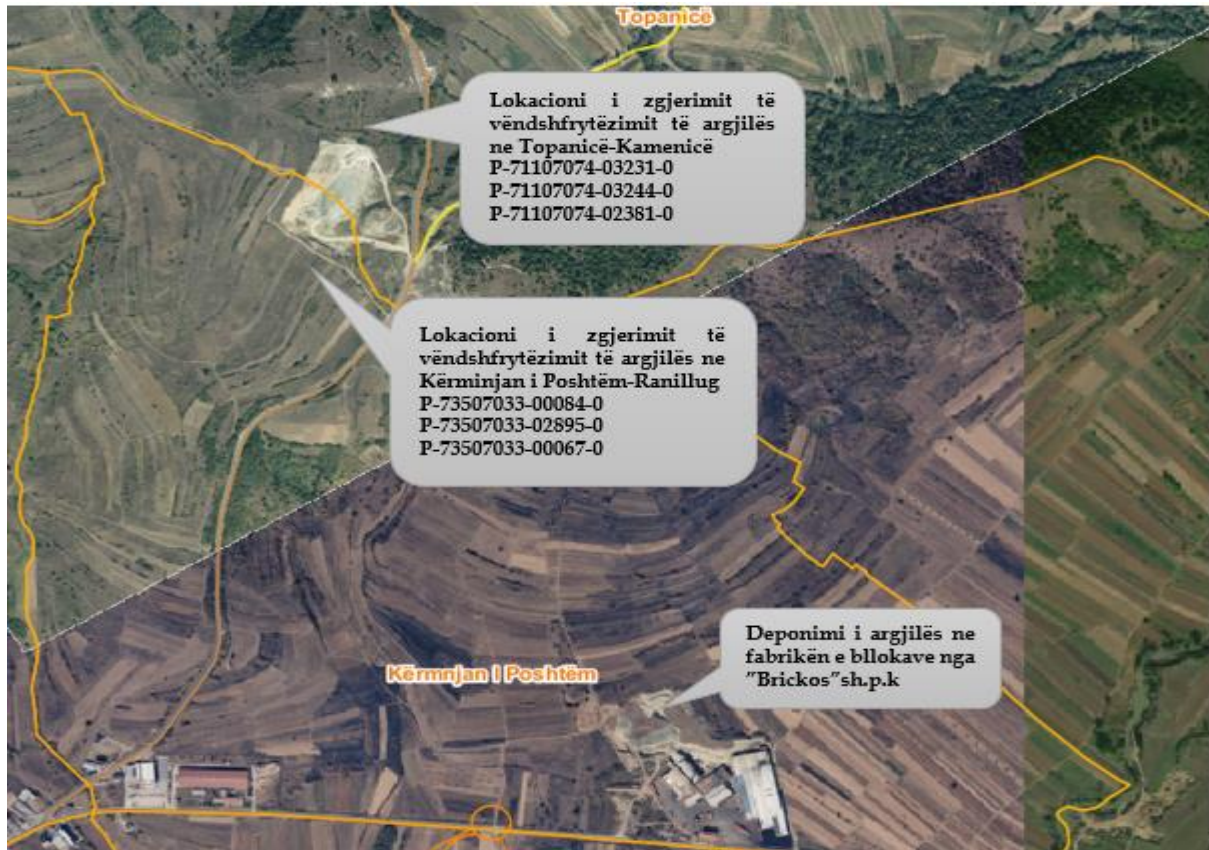 Topanicë
Lokacioni i zgjerimit të
vëndshfrytëzimit të argjilës
ne Topanicë-Kamenicë
P-71107074-03231-0
P-71107074-03244-0
P-71107074-02381-0
Lokacioni i zgjerimit të
vëndshfrytëzimit të argjilës ne
Kërminjan i Poshtëm-Ranillug
P-73507033-00084-0
P-73507033-02895-0
P-73507033-00067-0
Deponimi i argjilës ne
fabrikën e bllokave nga
"Brickos"sh.p.k
Kërmnjan I Poshtëm